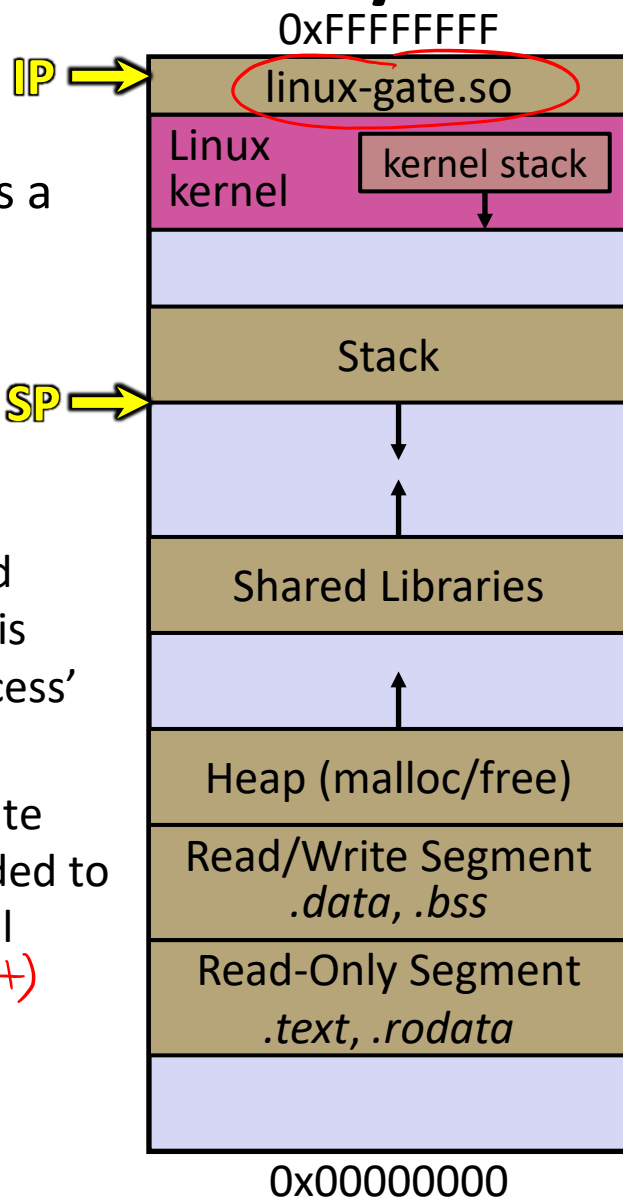 0xFFFFFFFF
IP
linux-gate.so
Linux
kernel
kernel stack
s a
Stack
SP
d
is
cess’
Shared Libraries
Heap (malloc/free)
te
ded to
l
+)
Read/Write Segment
.data, .bss
Read-Only Segment
.text, .rodata
0x00000000